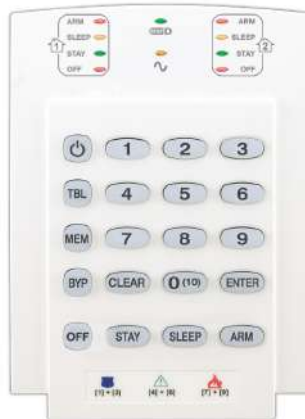 ARM ARM
SLEEP SLEEP
1 2
STAY STAY
OFF OFF
1 2 3
TBL 4 5 6
MEM 7 8 9
BYP CLEAR 0 (10) ENTER
OFF STAY SLEEP ARM
[1] + [3] [4] + [6] [7] + [9]